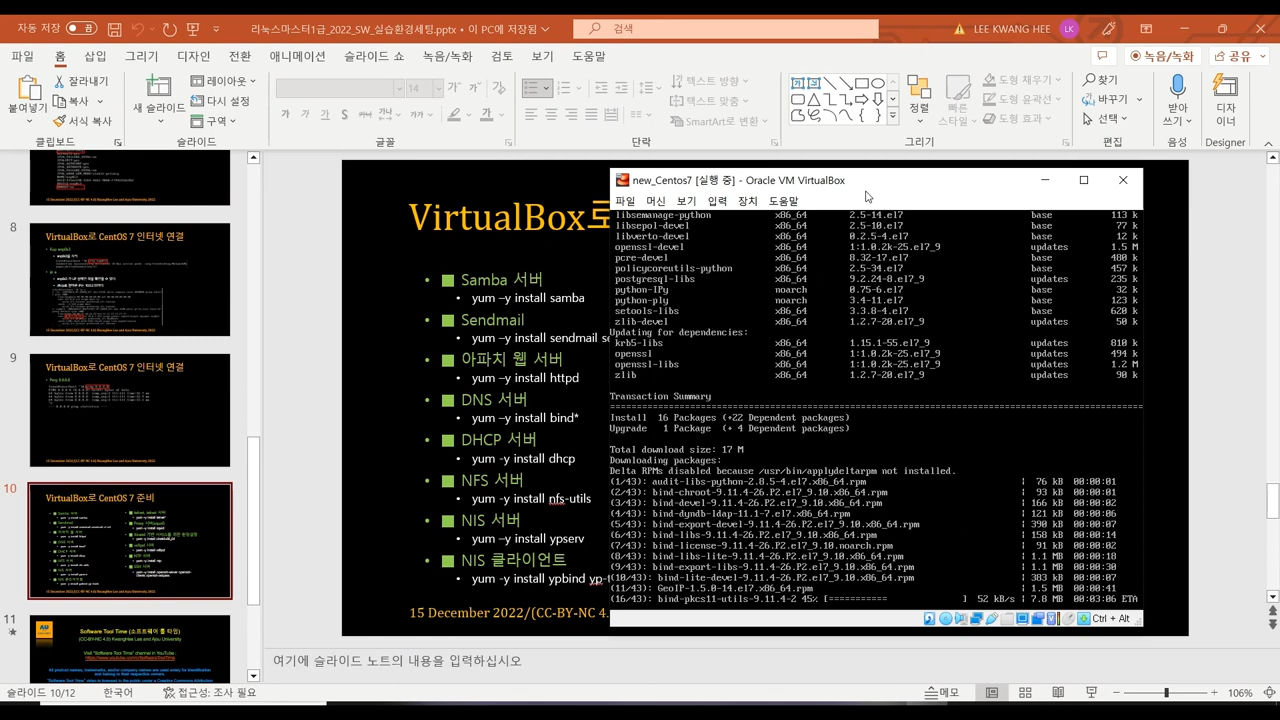 자동 저장 끔
리눅스마스터1급_2022_SW_실습환경세팅.pptx • 이 PC에 저장됨
검색
LEE KWANG HEE
LK
파일 홈 삽입 그리기 디자인 전환 애니메이션 슬라이드 쇼 녹음/녹화 검토 보기 도움말
녹음/녹화
공유
붙여넣기
잘라내기
복사
서식 복사
클립보드
새 슬라이드
레이아웃
다시 설정
구역
슬라이드
14
글꼴
텍스트 방향
텍스트 맞춤
SmartArt로 변환
단락
정렬
빠른 스타일
도형 채우기
도형 윤곽선
도형 효과
그리기
찾기
바꾸기
선택
편집
받아쓰기
음성
Designer
8
VirtualBox로 CentOS 7 인터넷 연결
9
VirtualBox로 CentOS 7 인터넷 연결
10
VirtualBox로 CentOS 7 준비
11
Software Tool Time (소프트웨어 툴 타임)
(CC-BY-NC 4.0) KwangHee Lee and Ajou University
Visit "Software Tool Time" channel in YouTube :
VirtualBox로
Samba 서버
yum –y install samba
Sendmail
yum –y install sendmail
아파치 웹 서버
yum –y install httpd
DNS 서버
yum –y install bind*
DHCP 서버
yum –y install dhcp
NFS 서버
yum –y install nfs-utils
NIS 서버
yum –y install ypserv
NIS 클라이언트
yum –y install ypbind
15 December 2022/(CC-BY-NC 4.
new_Centos7 [실행 중] - Oracle VM VirtualBox
파일 머신 보기 입력 장치 도움말
libsemanage-python x86_64 2.5-14.el7 base 113 k
libsepol-devel x86_64 2.5-10.el7 base 77 k
libverto-devel x86_64 0.2.5-4.el7 base 12 k
openssl-devel x86_64 1:1.0.2k-25.el7_9 updates 1.5 M
pcre-devel x86_64 8.32-17.el7 base 480 k
policycoreutils-python x86_64 2.5-34.el7 base 457 k
postgresql-libs x86_64 9.2.24-8.el7_9 updates 235 k
python-IPy noarch 0.75-6.el7 base 32 k
python-ply noarch 3.4-11.el7 base 123 k
setools-libs x86_64 3.3.8-4.el7 base 620 k
zlib-devel x86_64 1.2.7-20.el7_9 updates 50 k
Updating for dependencies:
krb5-libs x86_64 1.15.1-55.el7_9 updates 810 k
openssl x86_64 1:1.0.2k-25.el7_9 updates 494 k
openssl-libs x86_64 1:1.0.2k-25.el7_9 updates 1.2 M
zlib x86_64 1.2.7-20.el7_9 updates 90 k
Transaction Summary
Install 16 Packages (+22 Dependent packages)
Upgrade 1 Package (+ 4 Dependent packages)
Total download size: 17 M
Downloading packages:
Delta RPMs disabled because /usr/bin/applydeltarpm not installed.
(1/43): audit-libs-python-2.8.5-4.el7.x86_64.rpm | 76 kB 00:00:01
(2/43): bind-chroot-9.11.4-26.P2.el7_9.10.x86_64.rpm | 93 kB 00:00:01
(3/43): bind-devel-9.11.4-26.P2.el7_9.10.x86_64.rpm | 166 kB 00:00:02
(4/43): bind-dyndb-ldap-11.1-7.el7.x86_64.rpm | 121 kB 00:00:06
(5/43): bind-export-devel-9.11.4-26.P2.el7_9.10.x86_64.rpm | 390 kB 00:00:07
(6/43): bind-libs-9.11.4-26.P2.el7_9.10.x86_64.rpm | 158 kB 00:00:14
(7/43): bind-license-9.11.4-26.P2.el7_9.10.noarch.rpm | 91 kB 00:00:02
(8/43): bind-libs-lite-9.11.4-26.P2.el7_9.10.x86_64.rpm | 1.1 MB 00:00:18
(9/43): bind-export-libs-9.11.4-26.P2.el7_9.10.x86_64.rpm | 1.1 MB 00:00:30
(10/43): bind-lite-devel-9.11.4-26.P2.el7_9.10.x86_64.rpm | 383 kB 00:00:07
(11/43): GeoIP-1.5.0-14.el7.x86_64.rpm | 1.5 MB 00:00:41
(16/43): bind-pkcs11-utils-9.11.4-2 45% [=========== ] 52 kB/s | 7.8 MB 00:03:06 ETA
Ctrl + Alt
여기에 슬라이드 노트의 내용을 입력하십시오
슬라이드 10/12 한국어 접근성: 조사 필요
메모
106%